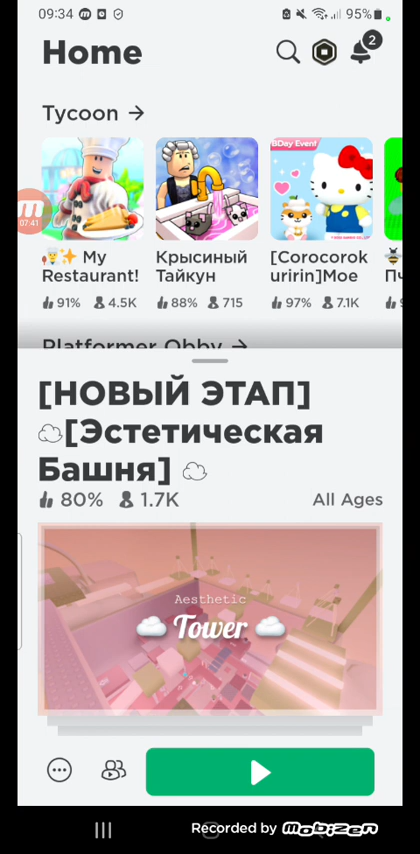 09:34 95%
Home
2
Tycoon →
BDay Event
07:41
My Restaurant!
91% 4.5K
Крысиный Тайкун
88% 715
[Corocorok uririn]Мое
97% 7.1K
Platformer Obby →
[НОВЫЙ ЭТАП]
[Эстетическая
Башня]
80% 1.7K All Ages
Aesthetic
Tower
Recorded by Mobizen